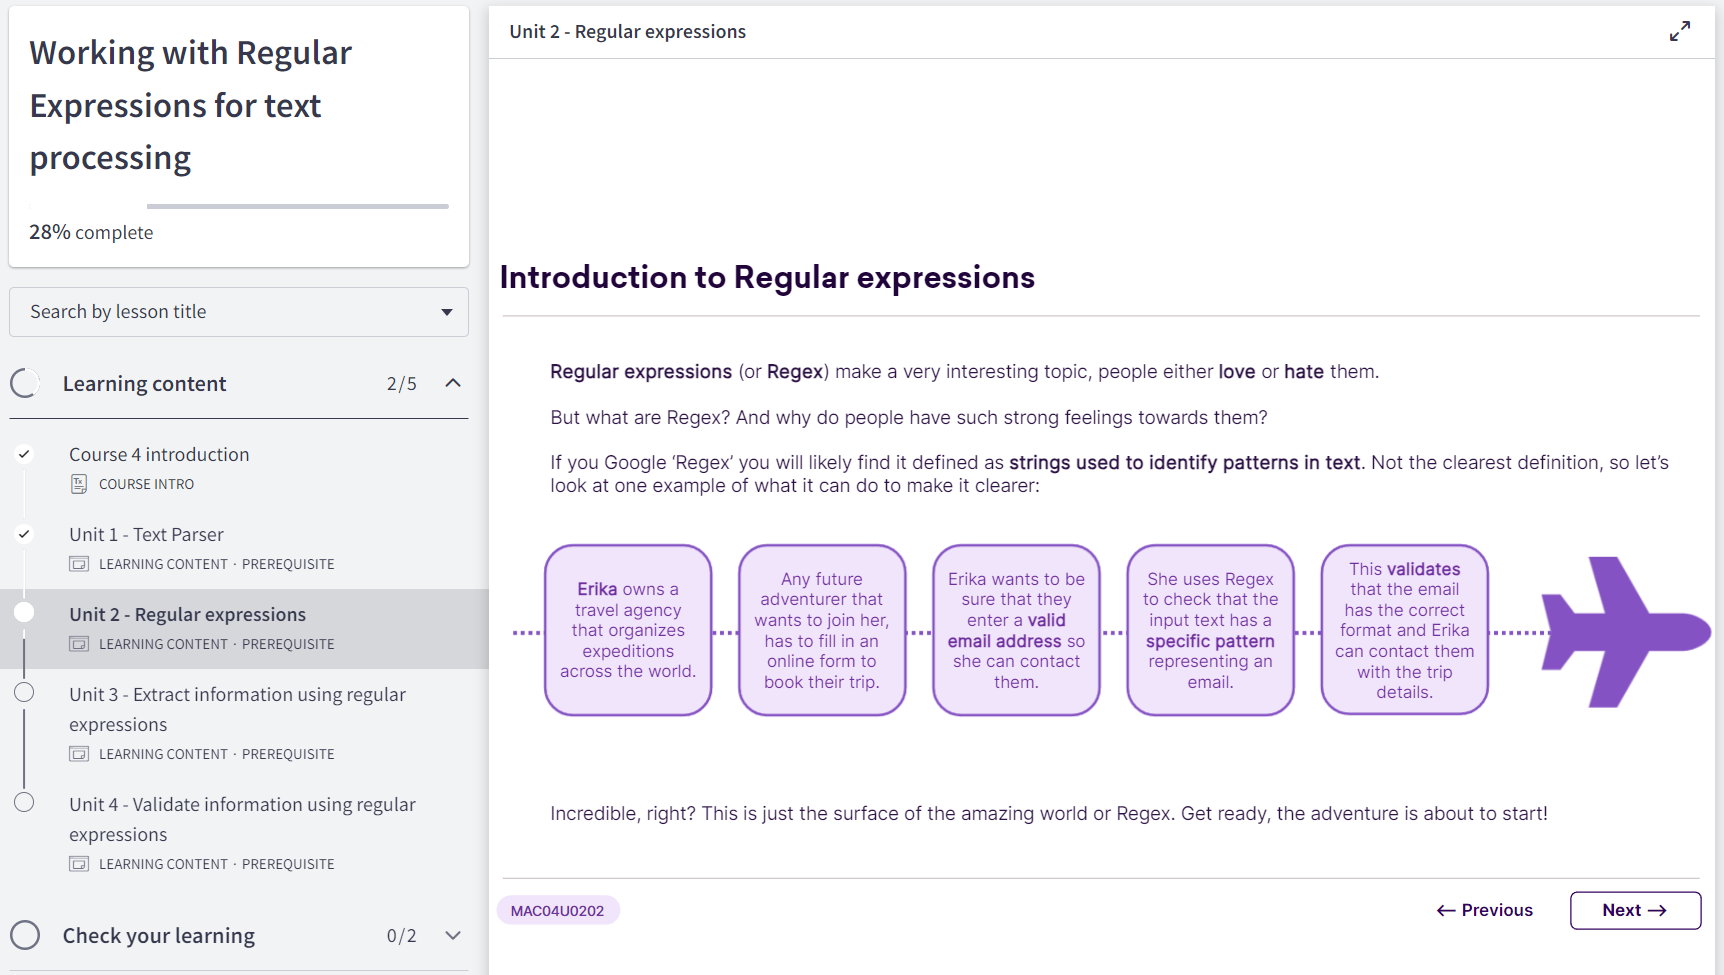 Working with Regular
Expressions for text
processing
28% complete
Search by lesson title
Learning content 2/5
Course 4 introduction
COURSE INTRO
Unit 1 - Text Parser
LEARNING CONTENT · PREREQUISITE
Unit 2 - Regular expressions
LEARNING CONTENT · PREREQUISITE
Unit 3 - Extract information using regular
expressions
LEARNING CONTENT · PREREQUISITE
Unit 4 - Validate information using regular
expressions
LEARNING CONTENT · PREREQUISITE
Check your learning 0/2
Unit 2 - Regular expressions
Introduction to Regular expressions
Regular expressions (or Regex) make a very interesting topic, people either love or hate them.
But what are Regex? And why do people have such strong feelings towards them?
If you Google ‘Regex’ you will likely find it defined as strings used to identify patterns in text. Not the clearest definition, so let’s
look at one example of what it can do to make it clearer:
Erika owns a
travel agency
that organizes
expeditions
across the world.
Any future
adventurer that
wants to join her,
has to fill in an
online form to
book their trip.
Erika wants to be
sure that they
enter a valid
email address so
she can contact
them.
She uses Regex
to check that the
input text has a
specific pattern
representing an
email.
This validates
that the email
has the correct
format and Erika
can contact them
with the trip
details.
Incredible, right? This is just the surface of the amazing world or Regex. Get ready, the adventure is about to start!
MAC04U0202
← Previous
Next →